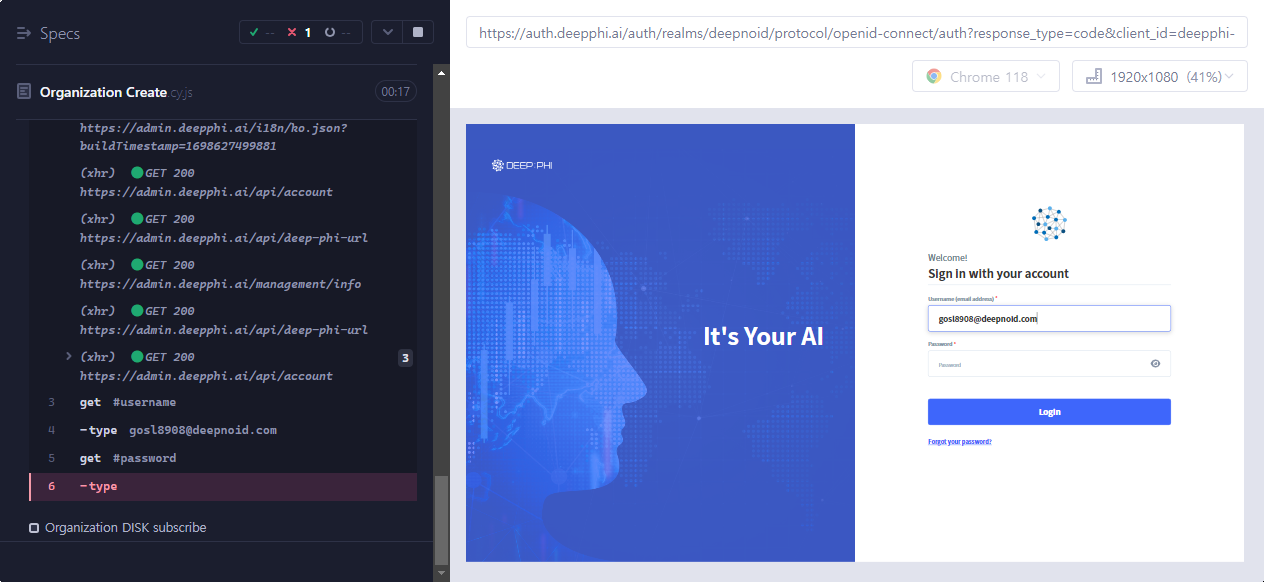 Specs
-- 1 --
Organization Create.cy.js 00:17
https://admin.deepphi.ai/i18n/ko.json?
buildTimestamp=1698627499881
(xhr) GET 200
https://admin.deepphi.ai/api/account
(xhr) GET 200
https://admin.deepphi.ai/api/deep-phi-url
(xhr) GET 200
https://admin.deepphi.ai/management/info
(xhr) GET 200
https://admin.deepphi.ai/api/deep-phi-url
(xhr) GET 200 3
https://admin.deepphi.ai/api/account
3 get #username
4 -type gosl8908@deepnoid.com
5 get #password
6 -type
Organization DISK subscribe
https://auth.deepphi.ai/auth/realms/deepnoid/protocol/openid-connect/auth?response_type=code&client_id=deepphi-
Chrome 118
1920x1080 (41%)
DEEP:PHI
It's Your AI
Welcome!
Sign in with your account
Username (email address) *
gosl8908@deepnoid.com
Password *
Password
Login
Forgot your password?